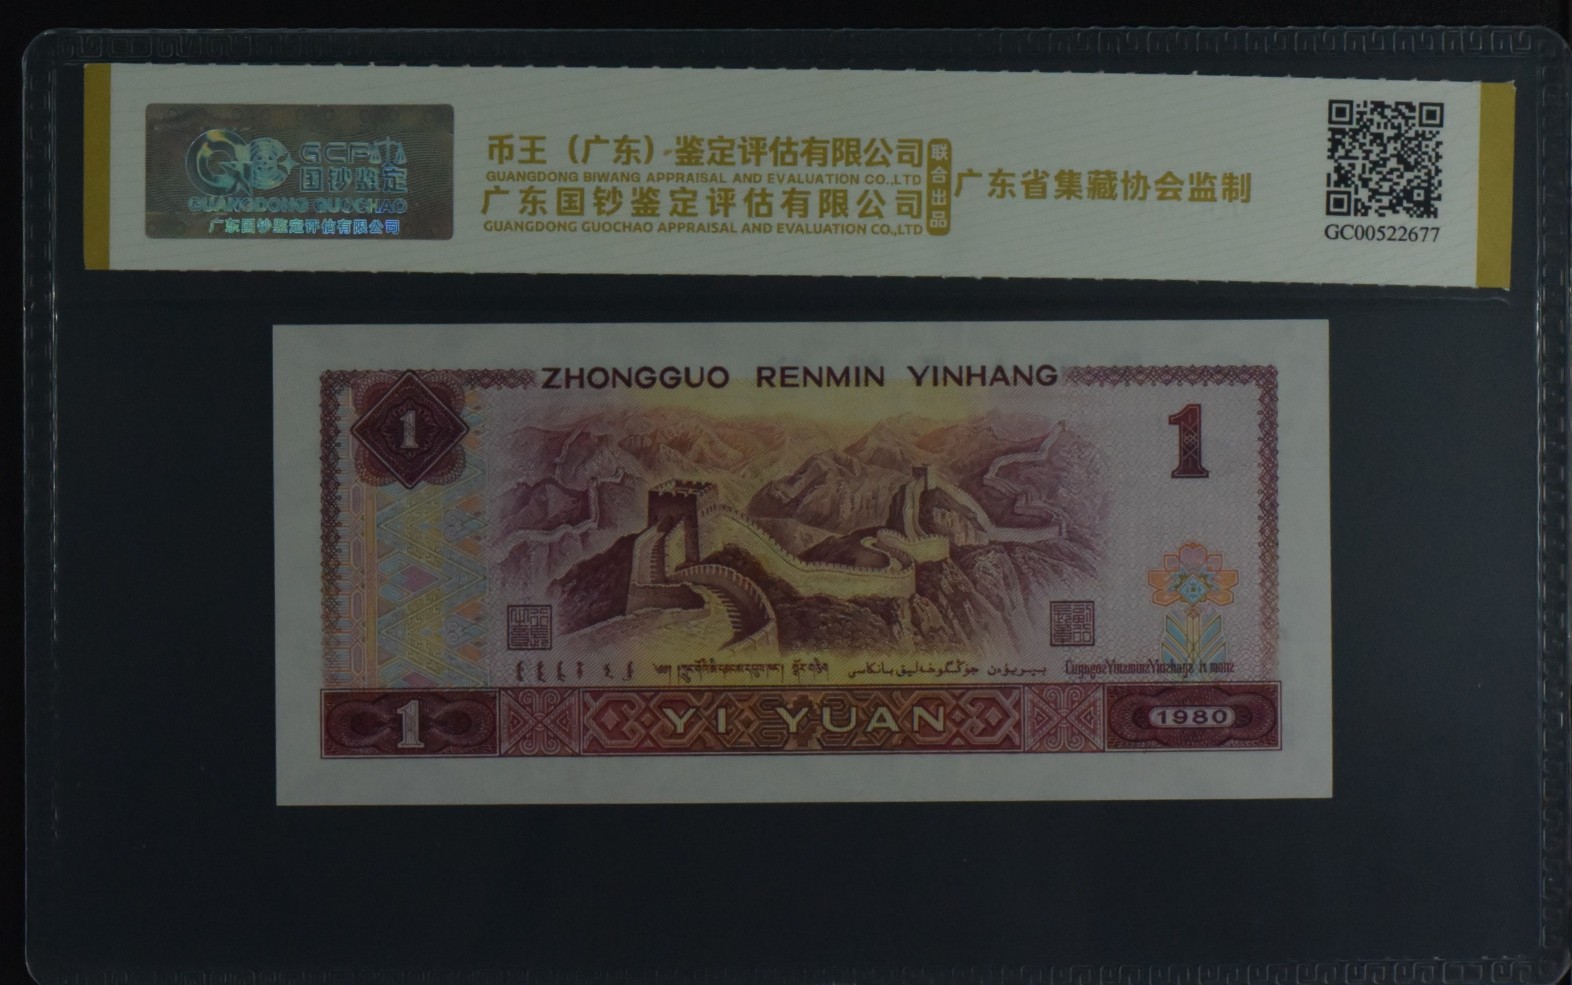 GCF
国钞鉴定
GUANGDONG GUOCHAO
广东国钞鉴定评估有限公司
币王（广东）鉴定评估有限公司
GUANGDONG BIWANG APPRAISAL AND EVALUATION CO.,LTD
广东国钞鉴定评估有限公司
GUANGDONG GUOCHAO APPRAISAL AND EVALUATION CO.,LTD
联合出品
广东省集藏协会监制
GC00522677
ZHONGGUO RENMIN YINHANG
1
1
1
YI YUAN
1980